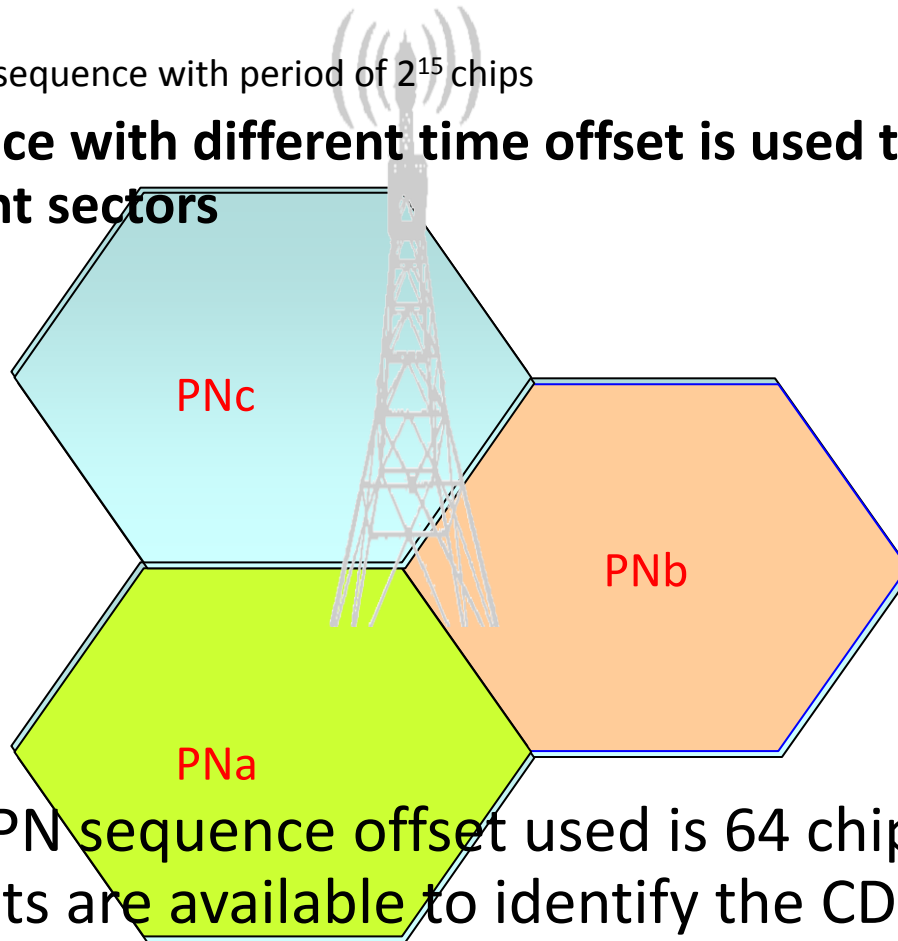 sequence with period of 2¹⁵ chips
ce with different time offset is used t
nt sectors
PNc
PNb
PNa
PN sequence offset used is 64 chip
ts are available to identify the CD